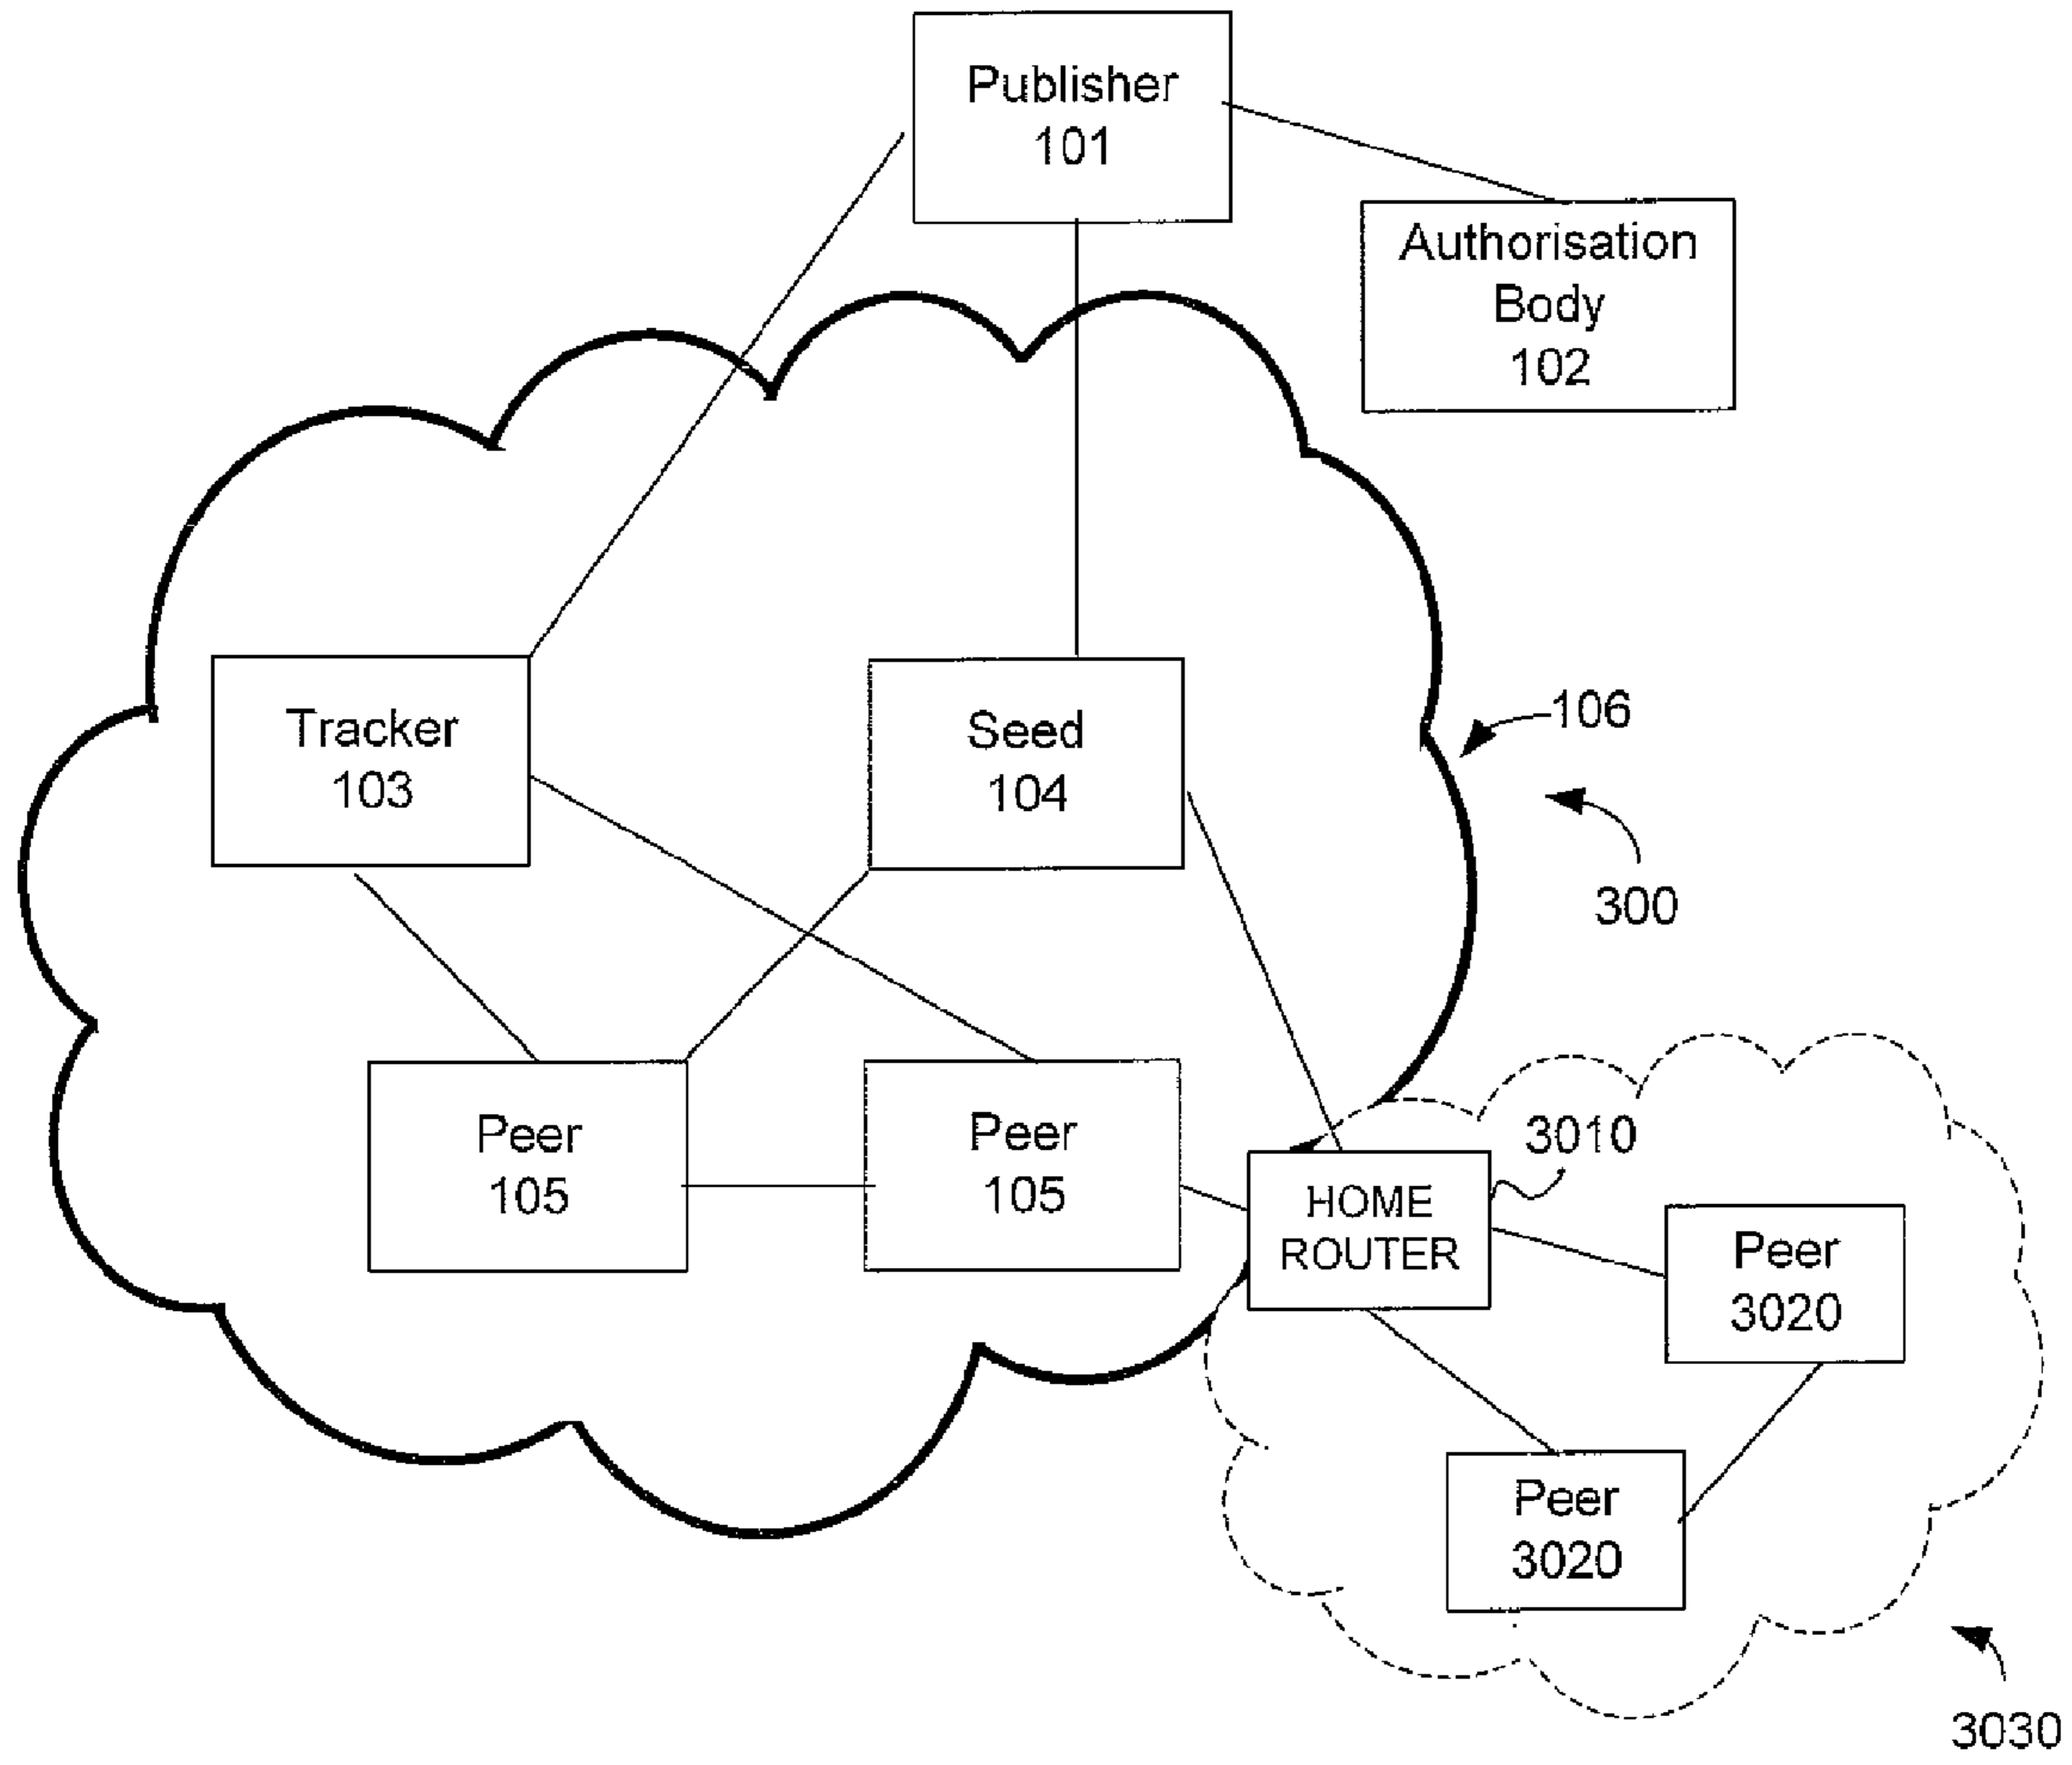 Publisher
101
Authorisation
Body
102
Tracker
103
Seed
104
106
300
Peer
105
Peer
105
3010
HOME
ROUTER
Peer
3020
Peer
3020
3030